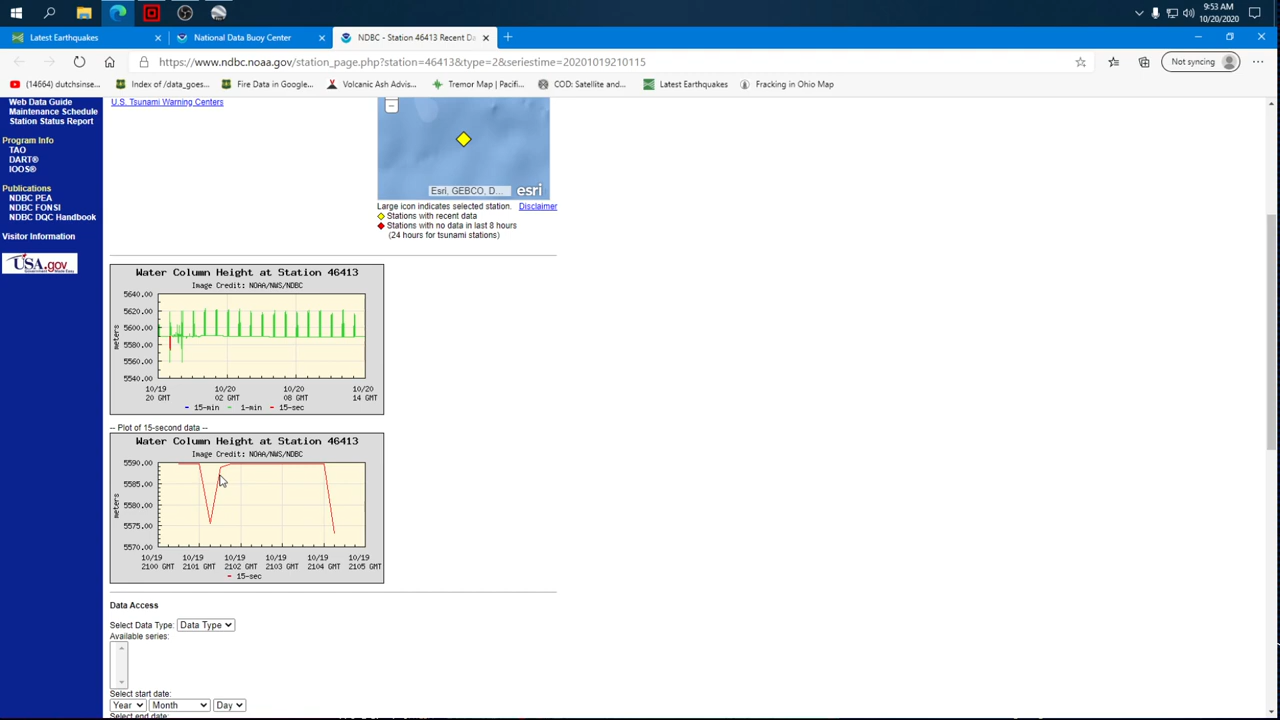 9:53 AM
10/20/2020
Latest Earthquakes
National Data Buoy Center
NDBC - Station 46413 Recent Da
https://www.ndbc.noaa.gov/station_page.php?station=46413&type=2&seriestime=20201019210115
Not syncing
(14664) dutchsinse...
Index of /data_goes...
Fire Data in Google...
Volcanic Ash Advis...
Tremor Map | Pacif...
COD: Satellite and...
Latest Earthquakes
Fracking in Ohio Map
Web Data Guide
Maintenance Schedule
Station Status Report
Program Info
TAO
DART®
IOOS®
Publications
NDBC PEA
NDBC FONSI
NDBC DQC Handbook
Visitor Information
USA.gov
U.S. Tsunami Warning Centers
Esri, GEBCO, D...
esri
Large icon indicates selected station.
Disclaimer
Stations with recent data
Stations with no data in last 8 hours
(24 hours for tsunami stations)
Water Column Height at Station 46413
Image Credit: NOAA/NWS/NDBC
5640.00
5620.00
5600.00
5580.00
5560.00
5540.00
meters
10/19 10/20 10/20 10/20
20 GMT 02 GMT 08 GMT 14 GMT
15-min 1-min 15-sec
-- Plot of 15-second data --
Water Column Height at Station 46413
Image Credit: NOAA/NWS/NDBC
5590.00
5585.00
5580.00
5575.00
5570.00
meters
10/19 10/19 10/19 10/19 10/19 10/19
2100 GMT 2101 GMT 2102 GMT 2103 GMT 2104 GMT 2105 GMT
15-sec
Data Access
Select Data Type: Data Type
Available series:
Select start date:
Year Month Day
Select end date: